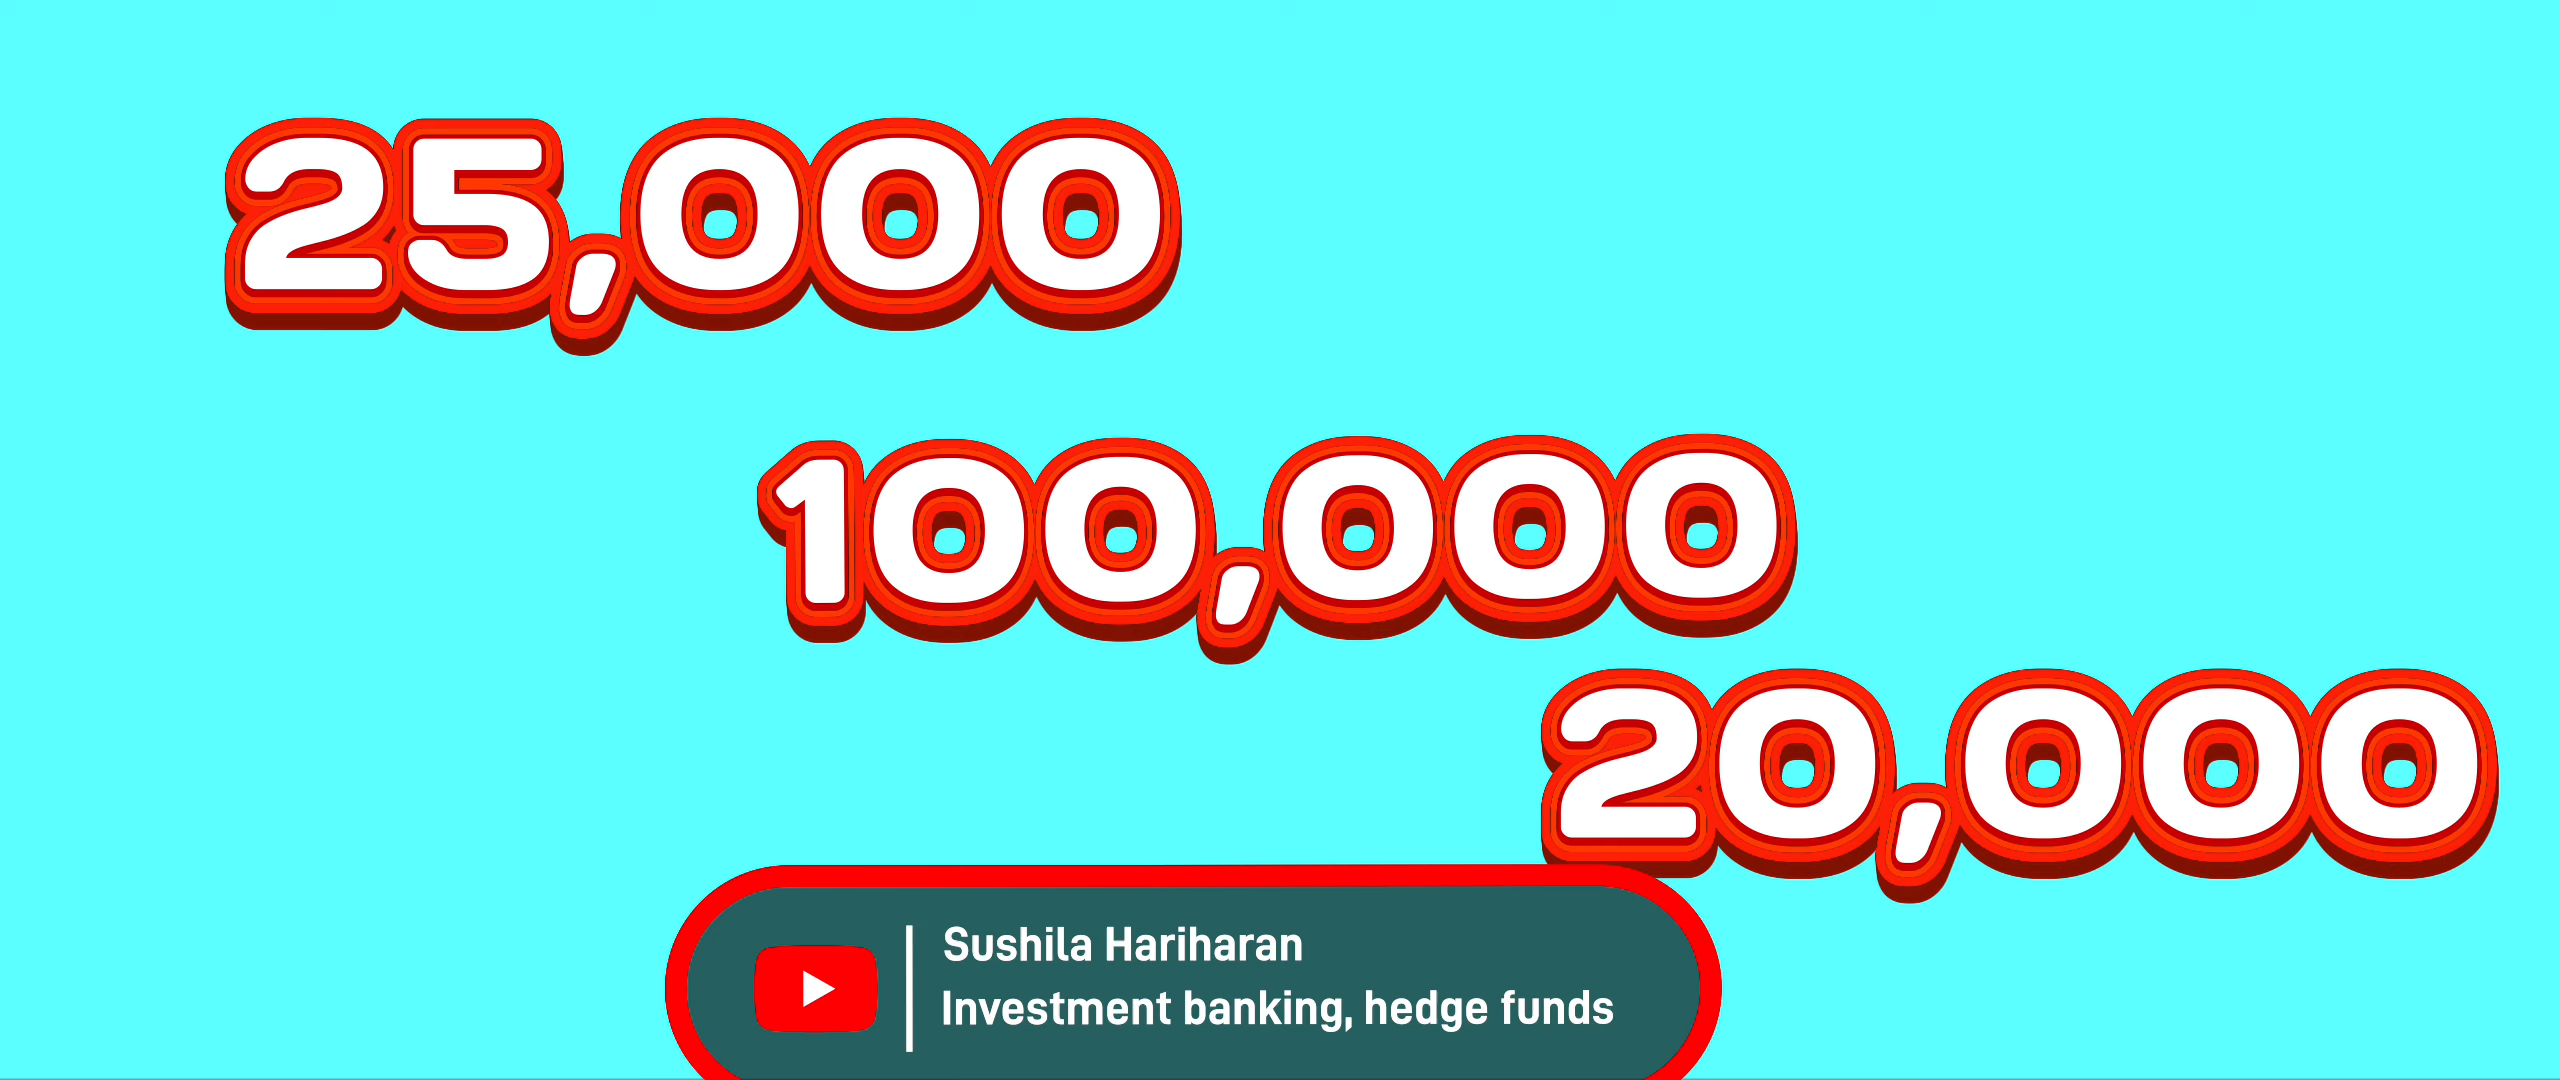 25,000
100,000
20,000
Sushila Hariharan
Investment banking, hedge funds